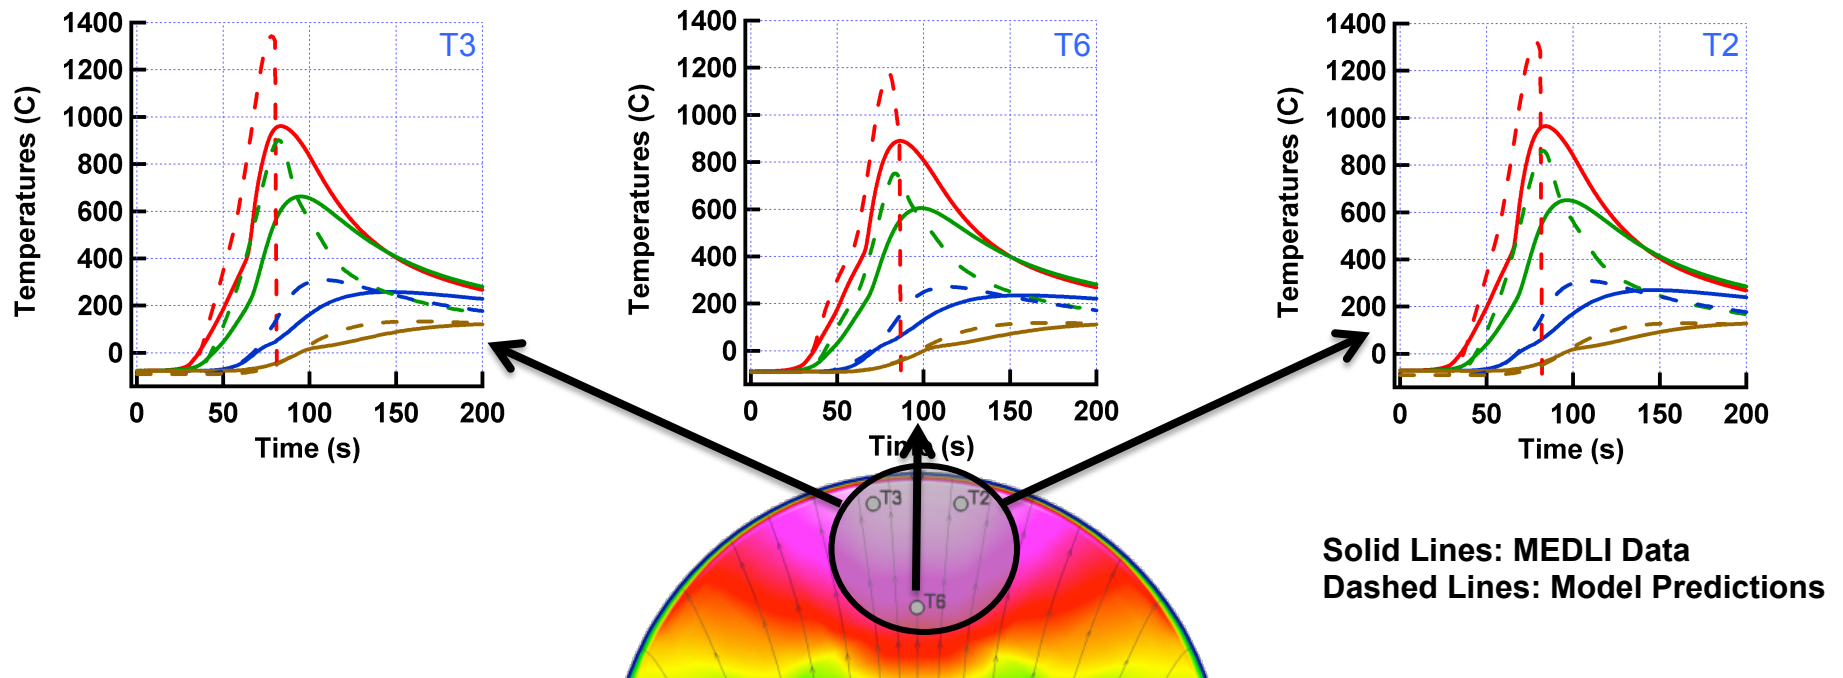 T3
Temperatures (C)
1400
1200
1000
800
600
400
200
0
0 50 100 150 200
Time (s)
T6
Temperatures (C)
1400
1200
1000
800
600
400
200
0
0 50 100 150 200
Time (s)
T2
Temperatures (C)
1400
1200
1000
800
600
400
200
0
0 50 100 150 200
Time (s)
T3 T2
T6
Solid Lines: MEDLI Data
Dashed Lines: Model Predictions